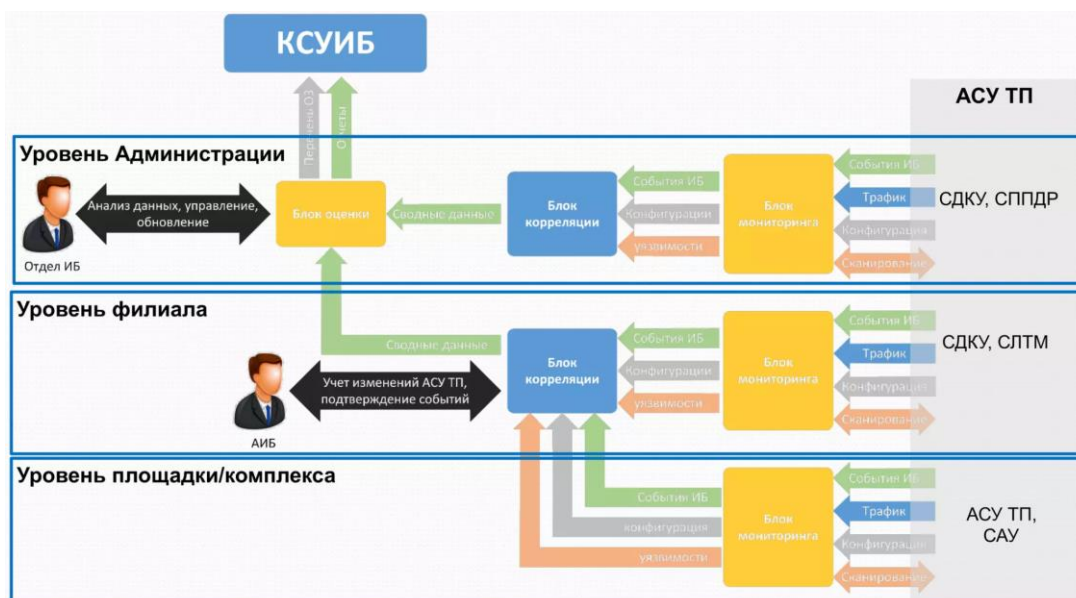 КСУИБ
АСУ ТП
Перечень ОЗ
Отчеты
Уровень Администрации
Анализ данных, управление,
обновление
Отдел ИБ
Блок оценки
Сводные данные
Блок
корреляции
События ИБ
Конфигурации
уязвимости
Блок
мониторинга
События ИБ
Трафик
Конфигурация
Сканирование
СДКУ, СППДР
Уровень филиала
Сводные данные
Учет изменений АСУ ТП,
подтверждение событий
АИБ
Блок
корреляции
События ИБ
Конфигурации
уязвимости
Блок
мониторинга
События ИБ
Трафик
Конфигурация
Сканирование
СДКУ, СЛТМ
Уровень площадки/комплекса
События ИБ
конфигурация
уязвимости
Блок
мониторинга
События ИБ
Трафик
Конфигурация
Сканирование
АСУ ТП,
САУ